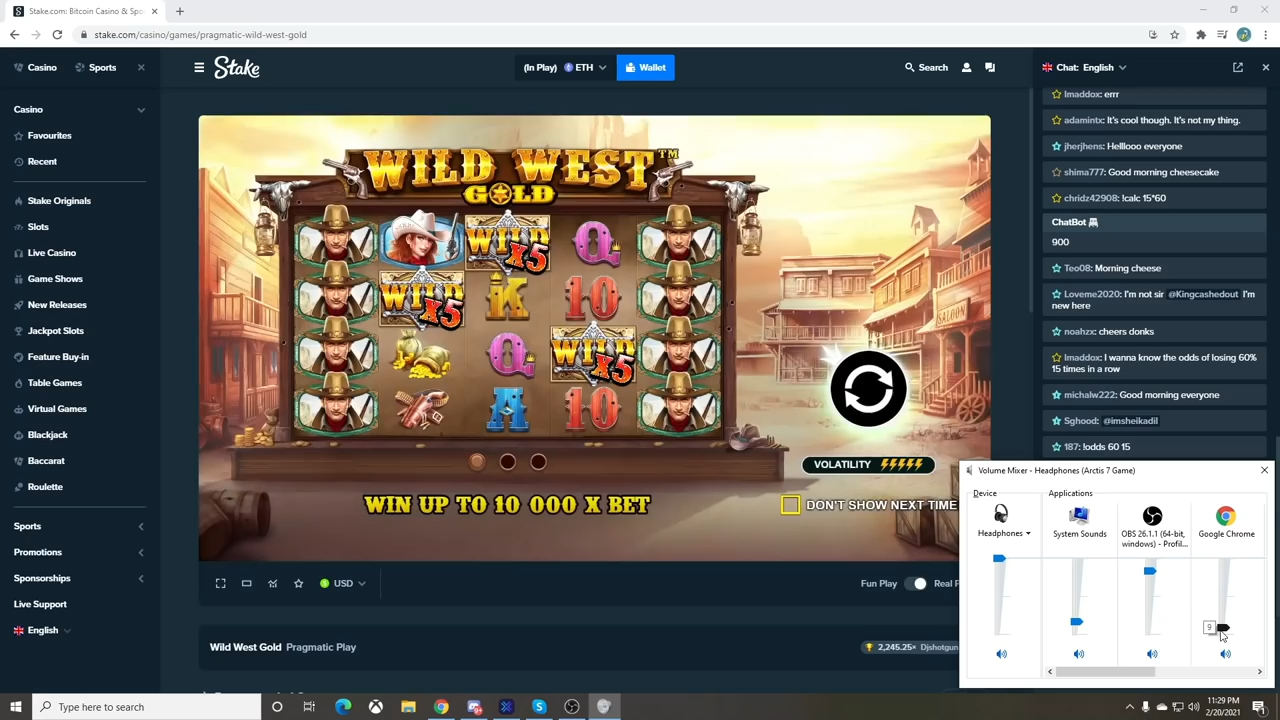 Stake.com: Bitcoin Casino & Spo
stake.com/casino/games/pragmatic-wild-west-gold
Casino
Sports
Stake
(In Play)
ETH
Wallet
Search
Chat: English
Casino
Favourites
Recent
Stake Originals
Slots
Live Casino
Game Shows
New Releases
Jackpot Slots
Feature Buy-in
Table Games
Virtual Games
Blackjack
Baccarat
Roulette
Sports
Promotions
Sponsorships
Live Support
English
WILD WEST™
GOLD
WILD X5
Q
WILD X5
K
10
Q
WILD X5
A
10
SALOON
VOLATILITY
WIN UP TO 10 000 X BET
DON'T SHOW NEXT TIME
USD
Fun Play
Real P
Wild West Gold Pragmatic Play
2,245.25× Djshotgun
lmaddox: errr
adamintx: It's cool though. It's not my thing.
jherjhens: Helllooo everyone
shima777: Good morning cheesecake
chridz42908: !calc 15*60
ChatBot
900
Teo08: Morning cheese
Loveme2020: I'm not sir @Kingcashedout I'm
new here
noahzx: cheers donks
lmaddox: I wanna know the odds of losing 60%
15 times in a row
michalw222: Good morning everyone
Sghood: @imsheikadil
187: !odds 60 15
Volume Mixer - Headphones (Arctis 7 Game)
Device
Applications
Headphones
System Sounds
OBS 26.1.1 (64-bit,
windows) - Profil...
Google Chrome
9
Type here to search
11:29 PM
2/20/2021